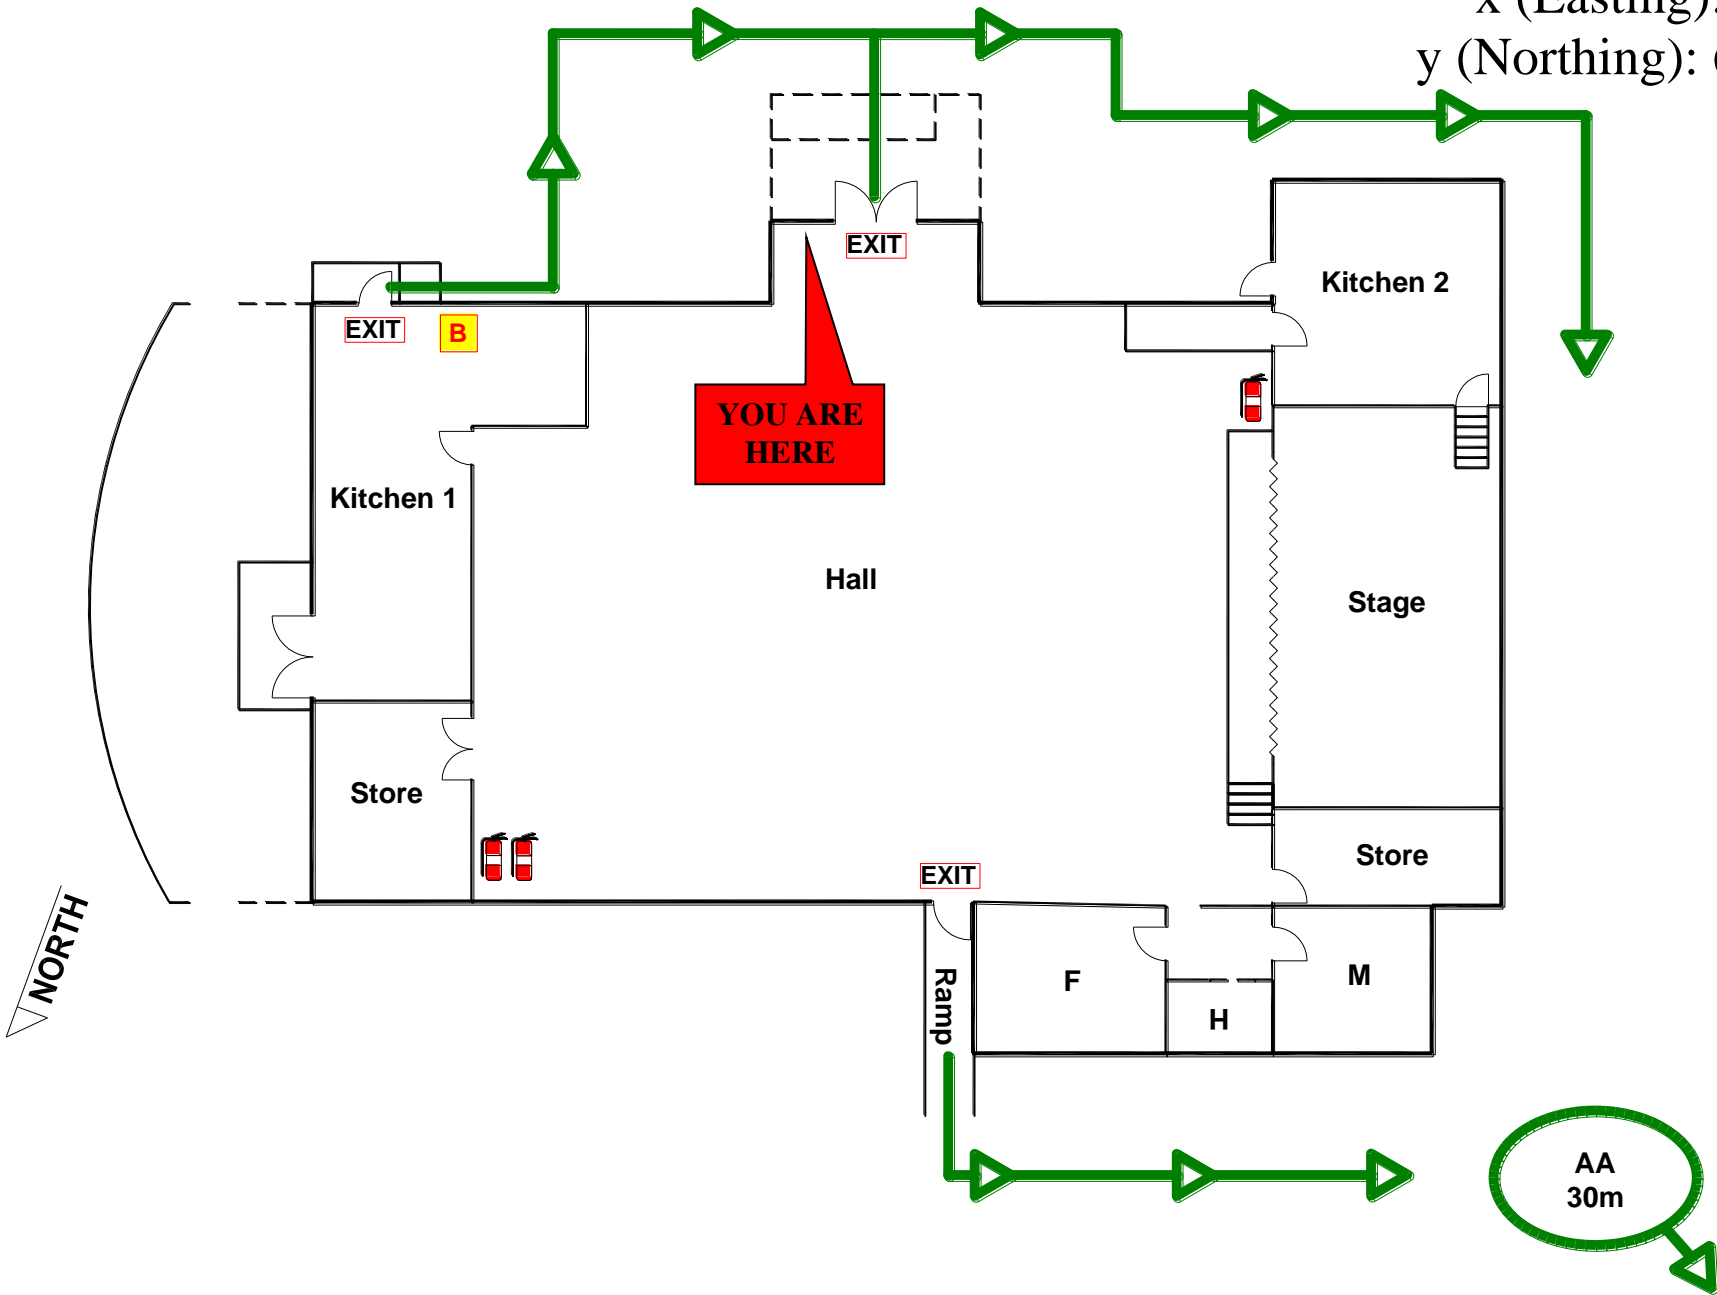 x (Easting):
y (Northing):
EXIT
Kitchen 2
EXIT
B
YOU ARE
HERE
Kitchen 1
Hall
Stage
Store
Store
EXIT
NORTH
Ramp
F
H
M
AA
30m